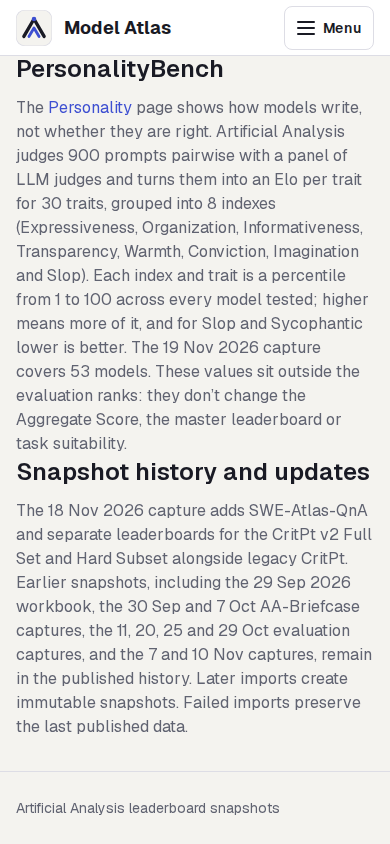 Model Atlas
Menu
PersonalityBench
The Personality page shows how models write,
not whether they are right. Artificial Analysis
judges 900 prompts pairwise with a panel of
LLM judges and turns them into an Elo per trait
for 30 traits, grouped into 8 indexes
(Expressiveness, Organization, Informativeness,
Transparency, Warmth, Conviction, Imagination
and Slop). Each index and trait is a percentile
from 1 to 100 across every model tested; higher
means more of it, and for Slop and Sycophantic
lower is better. The 19 Nov 2026 capture
covers 53 models. These values sit outside the
evaluation ranks: they don’t change the
Aggregate Score, the master leaderboard or
task suitability.
Snapshot history and updates
The 18 Nov 2026 capture adds SWE-Atlas-QnA
and separate leaderboards for the CritPt v2 Full
Set and Hard Subset alongside legacy CritPt.
Earlier snapshots, including the 29 Sep 2026
workbook, the 30 Sep and 7 Oct AA-Briefcase
captures, the 11, 20, 25 and 29 Oct evaluation
captures, and the 7 and 10 Nov captures, remain
in the published history. Later imports create
immutable snapshots. Failed imports preserve
the last published data.
Artificial Analysis leaderboard snapshots